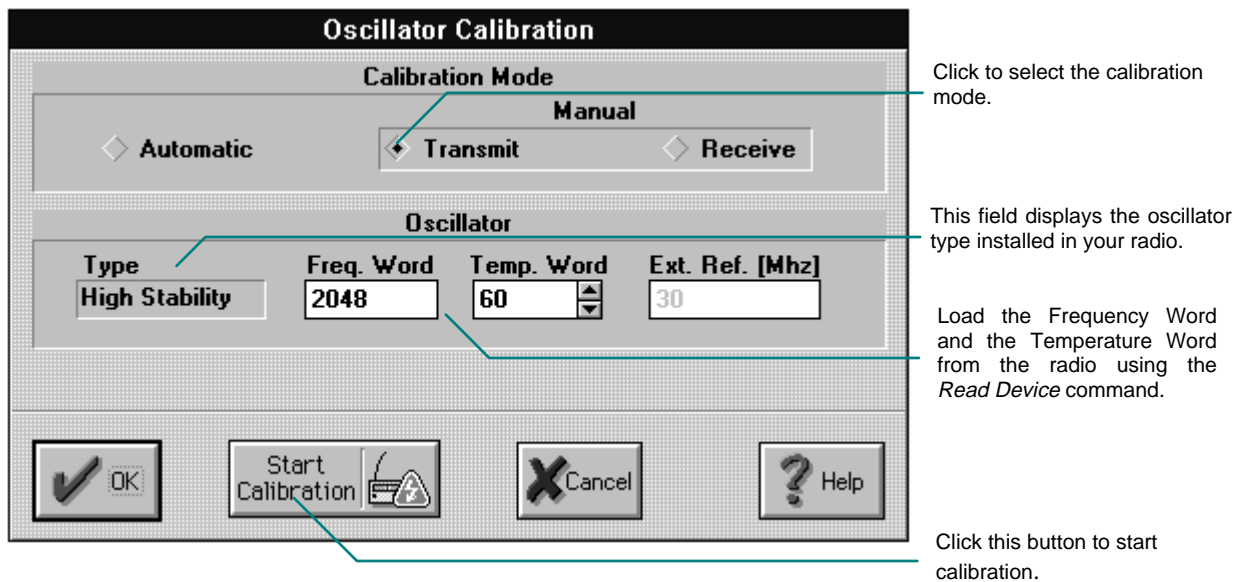 Oscillator Calibration
Calibration Mode
Manual
Automatic
Transmit
Receive
Click to select the calibration
mode.
Oscillator
Type
Freq. Word
Temp. Word
Ext. Ref. [Mhz]
High Stability
2048
60
30
This field displays the oscillator
type installed in your radio.
Load the Frequency Word
and the Temperature Word
from the radio using the
Read Device command.
OK
Start
Calibration
Cancel
Help
Click this button to start
calibration.